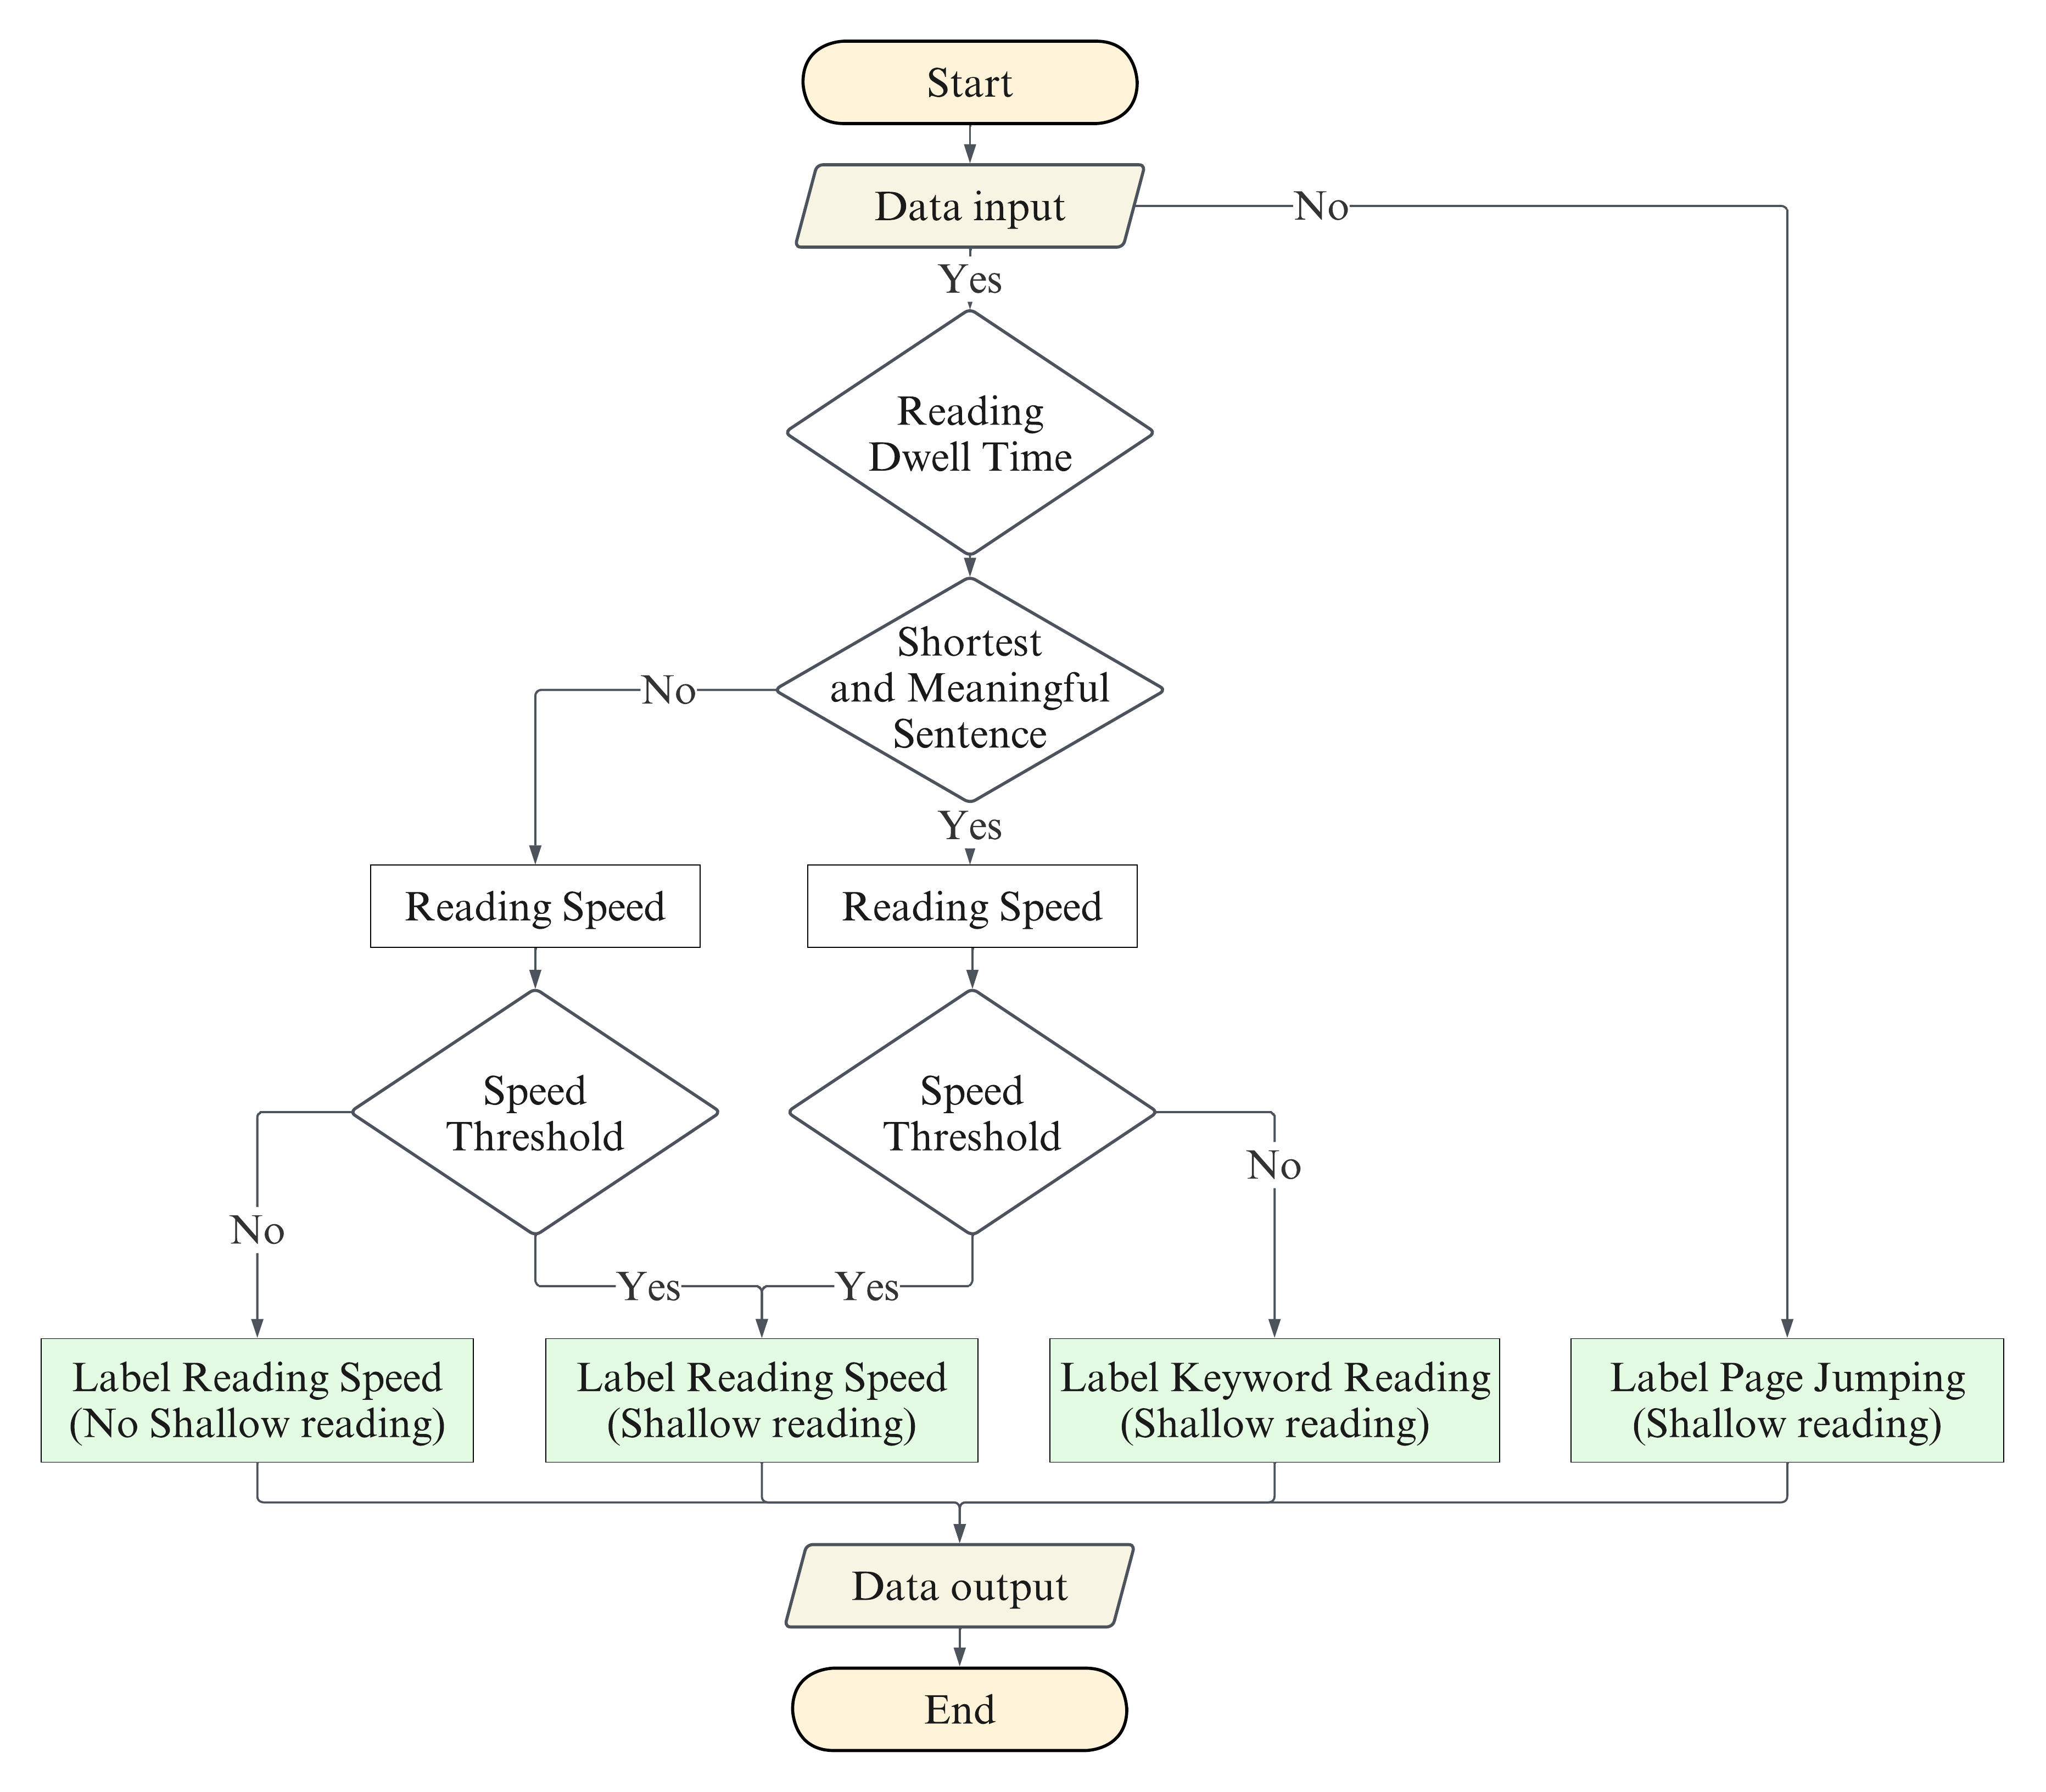 Start
Data input
No
Yes
Reading
Dwell Time
Shortest
and Meaningful
Sentence
No
Yes
Reading Speed
Reading Speed
Speed
Threshold
Speed
Threshold
No
No
Yes
Yes
Label Reading Speed
(No Shallow reading)
Label Reading Speed
(Shallow reading)
Label Keyword Reading
(Shallow reading)
Label Page Jumping
(Shallow reading)
Data output
End